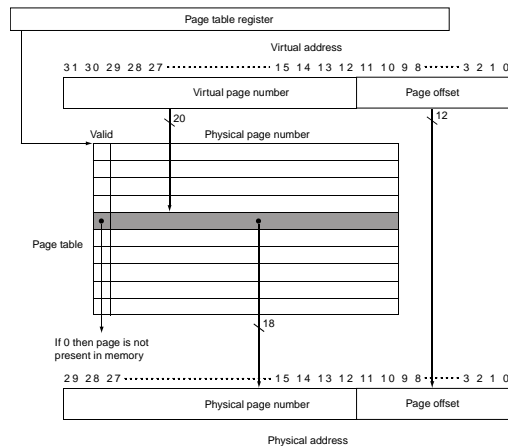 Page table register
Virtual address
31 30 29 28 27 15 14 13 12 11 10 9 8 3 2 1 0
Virtual page number Page offset
20 12
Valid Physical page number
Page table
18
If 0 then page is not
present in memory
29 28 27 15 14 13 12 11 10 9 8 3 2 1 0
Physical page number Page offset
Physical address